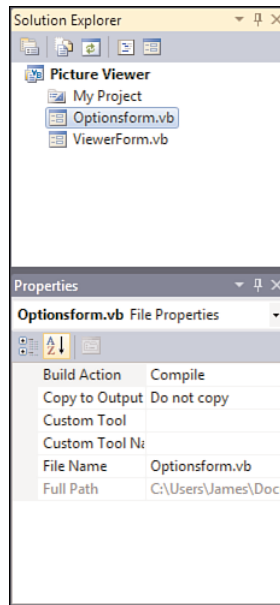 Solution Explorer
Picture Viewer
My Project
Optionsform.vb
ViewerForm.vb
Properties
Optionsform.vb File Properties
Build Action Compile
Copy to Output Do not copy
Custom Tool
Custom Tool Na
File Name Optionsform.vb
Full Path C:\Users\James\Doc